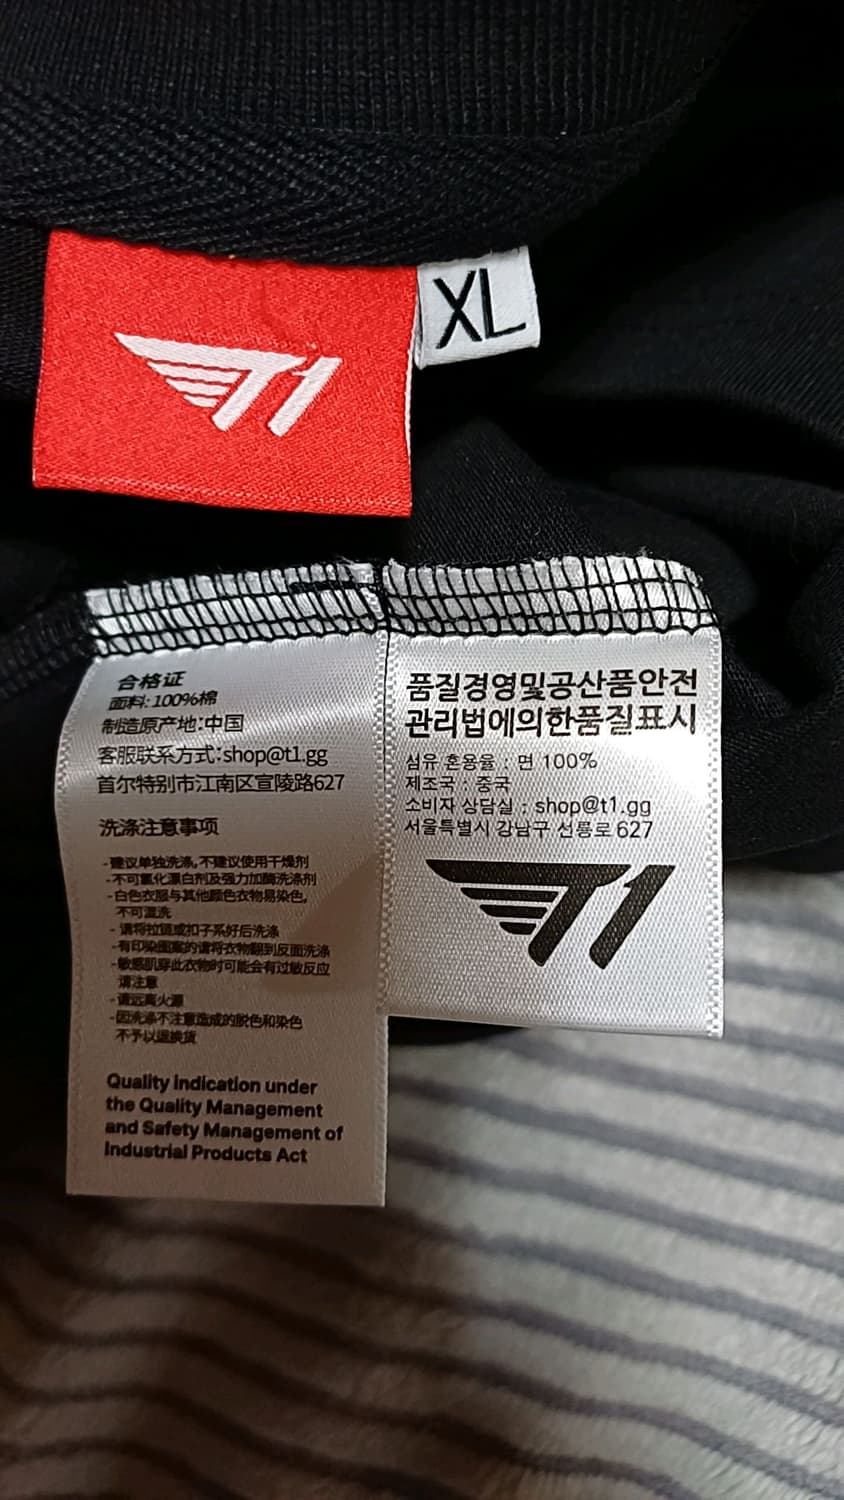 T1
XL
合格证
面料: 100%棉
制造原产地:中国
客服联系方式:shop@t1.gg
首尔特别市江南区宣陵路627
洗涤注意事项
-建议单独洗涤,不建议使用干燥剂
-不可氯化漂白剂及强力加酶洗涤剂
-白色衣服与其他颜色衣物易染色,
不可混洗
-请将拉链或扣子系好后洗涤
-有印染图案的请将衣物翻到反面洗涤
-敏感肌穿此衣物时可能会有过敏反应
请注意
-请远离火源
-因洗涤不注意造成的脱色和染色
不予以退换货
Quality indication under
the Quality Management
and Safety Management of
Industrial Products Act
품질경영및공산품안전
관리법에의한품질표시
섬유 혼용율 : 면 100%
제조국 : 중국
소비자 상담실 : shop@t1.gg
서울특별시 강남구 선릉로 627
T1